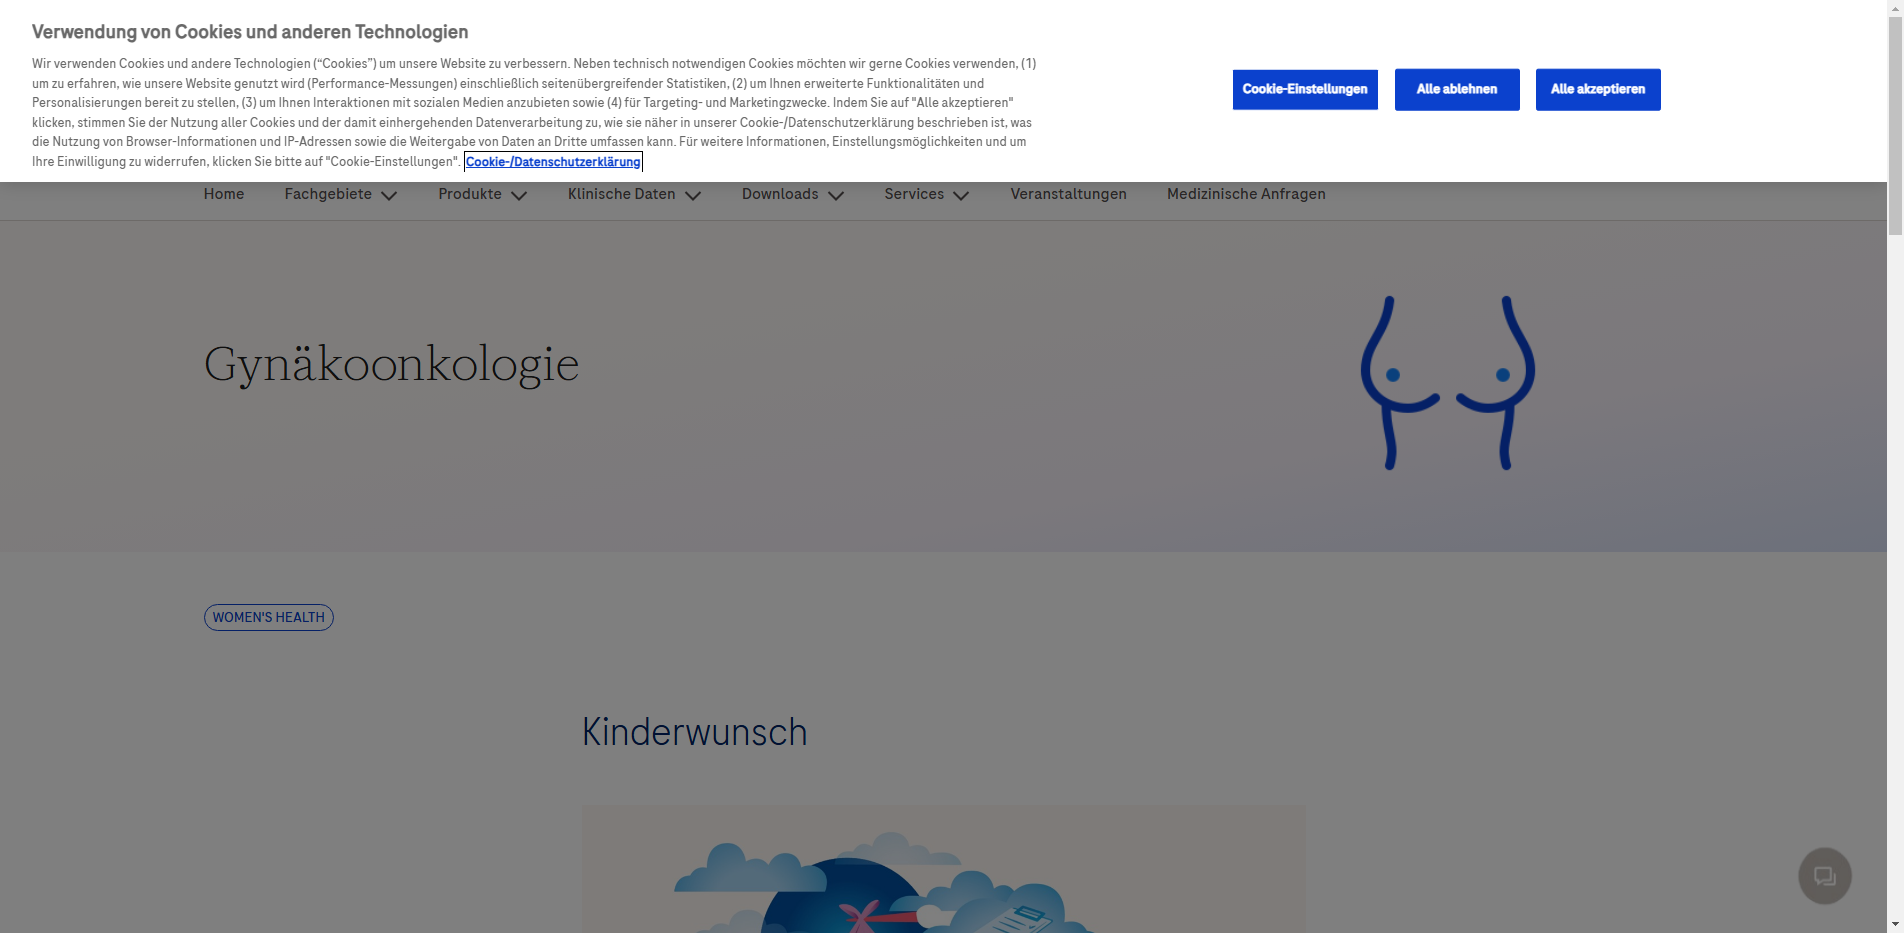 Verwendung von Cookies und anderen Technologien
Wir verwenden Cookies und andere Technologien (“Cookies”) um unsere Website zu verbessern. Neben technisch notwendigen Cookies möchten wir gerne Cookies verwenden, (1)
um zu erfahren, wie unsere Website genutzt wird (Performance-Messungen) einschließlich seitenübergreifender Statistiken, (2) um Ihnen erweiterte Funktionalitäten und
Personalisierungen bereit zu stellen, (3) um Ihnen Interaktionen mit sozialen Medien anzubieten sowie (4) für Targeting- und Marketingzwecke. Indem Sie auf "Alle akzeptieren"
klicken, stimmen Sie der Nutzung aller Cookies und der damit einhergehenden Datenverarbeitung zu, wie sie näher in unserer Cookie-/Datenschutzerklärung beschrieben ist, was
die Nutzung von Browser-Informationen und IP-Adressen sowie die Weitergabe von Daten an Dritte umfassen kann. Für weitere Informationen, Einstellungsmöglichkeiten und um
Ihre Einwilligung zu widerrufen, klicken Sie bitte auf "Cookie-Einstellungen". Cookie-/Datenschutzerklärung
Cookie-Einstellungen Alle ablehnen Alle akzeptieren
Home Fachgebiete Produkte Klinische Daten Downloads Services Veranstaltungen Medizinische Anfragen
Gynäkoonkologie
WOMEN'S HEALTH
Kinderwunsch